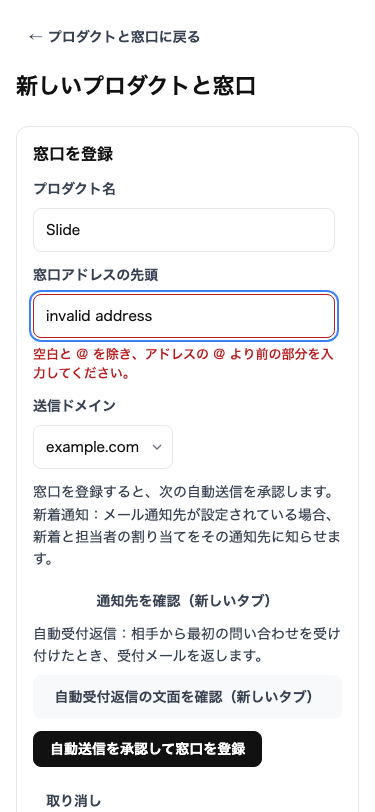 ← プロダクトと窓口に戻る
新しいプロダクトと窓口
窓口を登録
プロダクト名
Slide
窓口アドレスの先頭
invalid address
空白と @ を除き、アドレスの @ より前の部分を入
力してください。
送信ドメイン
example.com
窓口を登録すると、次の自動送信を承認します。
新着通知：メール通知先が設定されている場合、
新着と担当者の割り当てをその通知先に知らせま
す。
通知先を確認（新しいタブ）
自動受付返信：相手から最初の問い合わせを受け
付けたとき、受付メールを返します。
自動受付返信の文面を確認（新しいタブ）
自動送信を承認して窓口を登録
取り消し